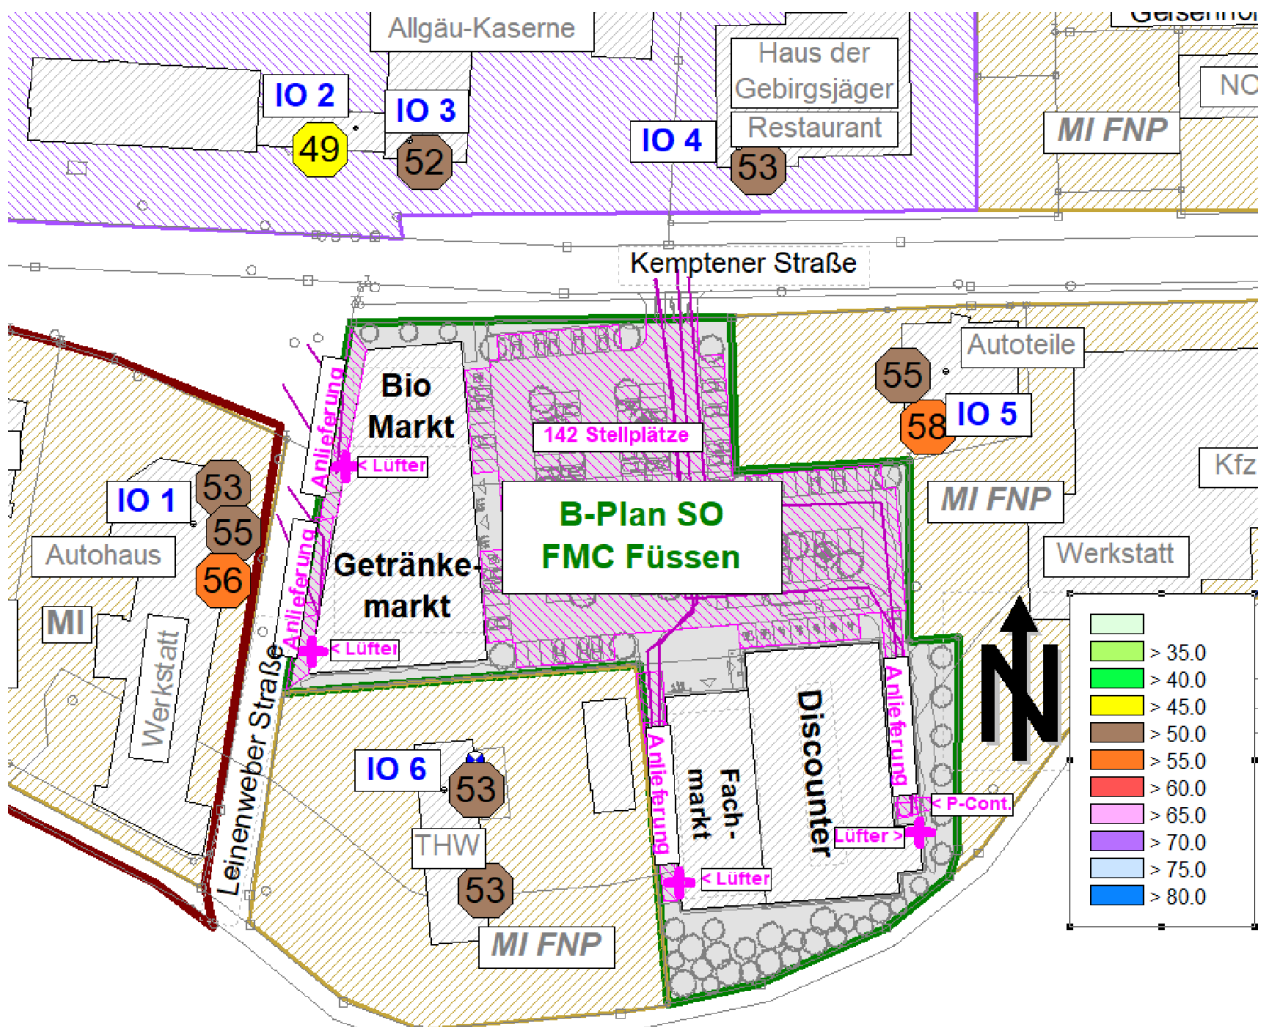 Allgäu-Kaserne
Haus der
Gebirgsjäger
Restaurant
IO 2
IO 3
IO 4
49
52
53
MI FNP
Kemptener Straße
Autoteile
55
58
IO 5
Bio
Markt
Anlieferung
< Lüfter
142 Stellplätze
B-Plan SO
FMC Füssen
MI FNP
Kfz
IO 1
53
55
56
Autohaus
MI
Werkstatt
Leinenweber Straße
Getränke-
markt
Anlieferung
< Lüfter
Werkstatt
N
> 35.0
> 40.0
> 45.0
> 50.0
> 55.0
> 60.0
> 65.0
> 70.0
> 75.0
> 80.0
IO 6
53
THW
53
MI FNP
Anlieferung
Fach-
markt
Discounter
Anlieferung
< P-Cont.
Lüfter >
< Lüfter